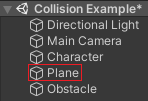 Collision Example*
Directional Light
Main Camera
Character
Plane
Obstacle